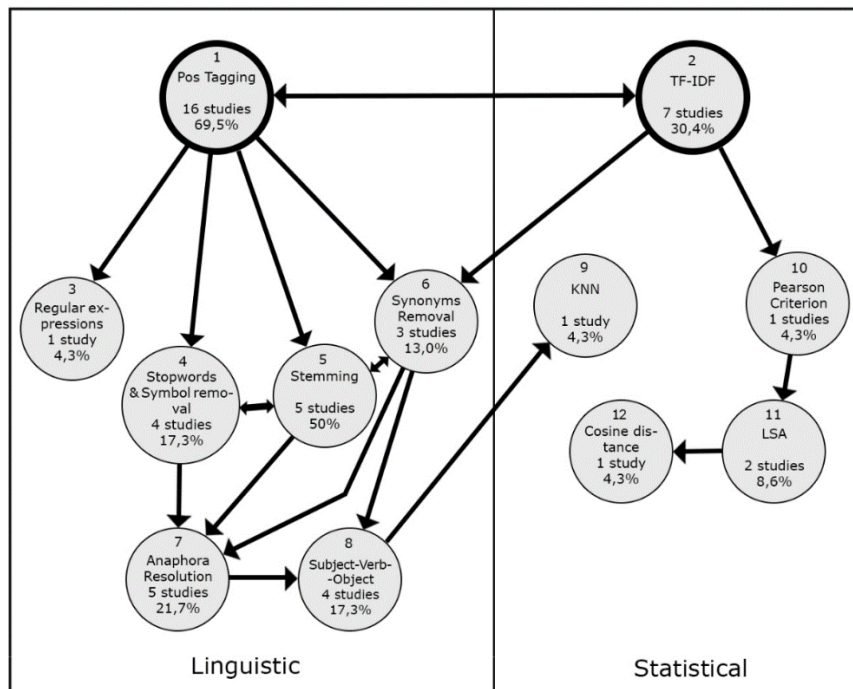 1
Pos Tagging
16 studies
69,5%
2
TF-IDF
7 studies
30,4%
3
Regular ex-
pressions
1 study
4,3%
4
Stopwords
& Symbol remo-
val
4 studies
17,3%
5
Stemming
5 studies
50%
6
Synonyms
Removal
3 studies
13,0%
7
Anaphora
Resolution
5 studies
21,7%
8
Subject-Verb-
-Object
4 studies
17,3%
9
KNN
1 study
4,3%
10
Pearson
Criterion
1 studies
4,3%
11
LSA
2 studies
8,6%
12
Cosine dis-
tance
1 study
4,3%
Linguistic
Statistical